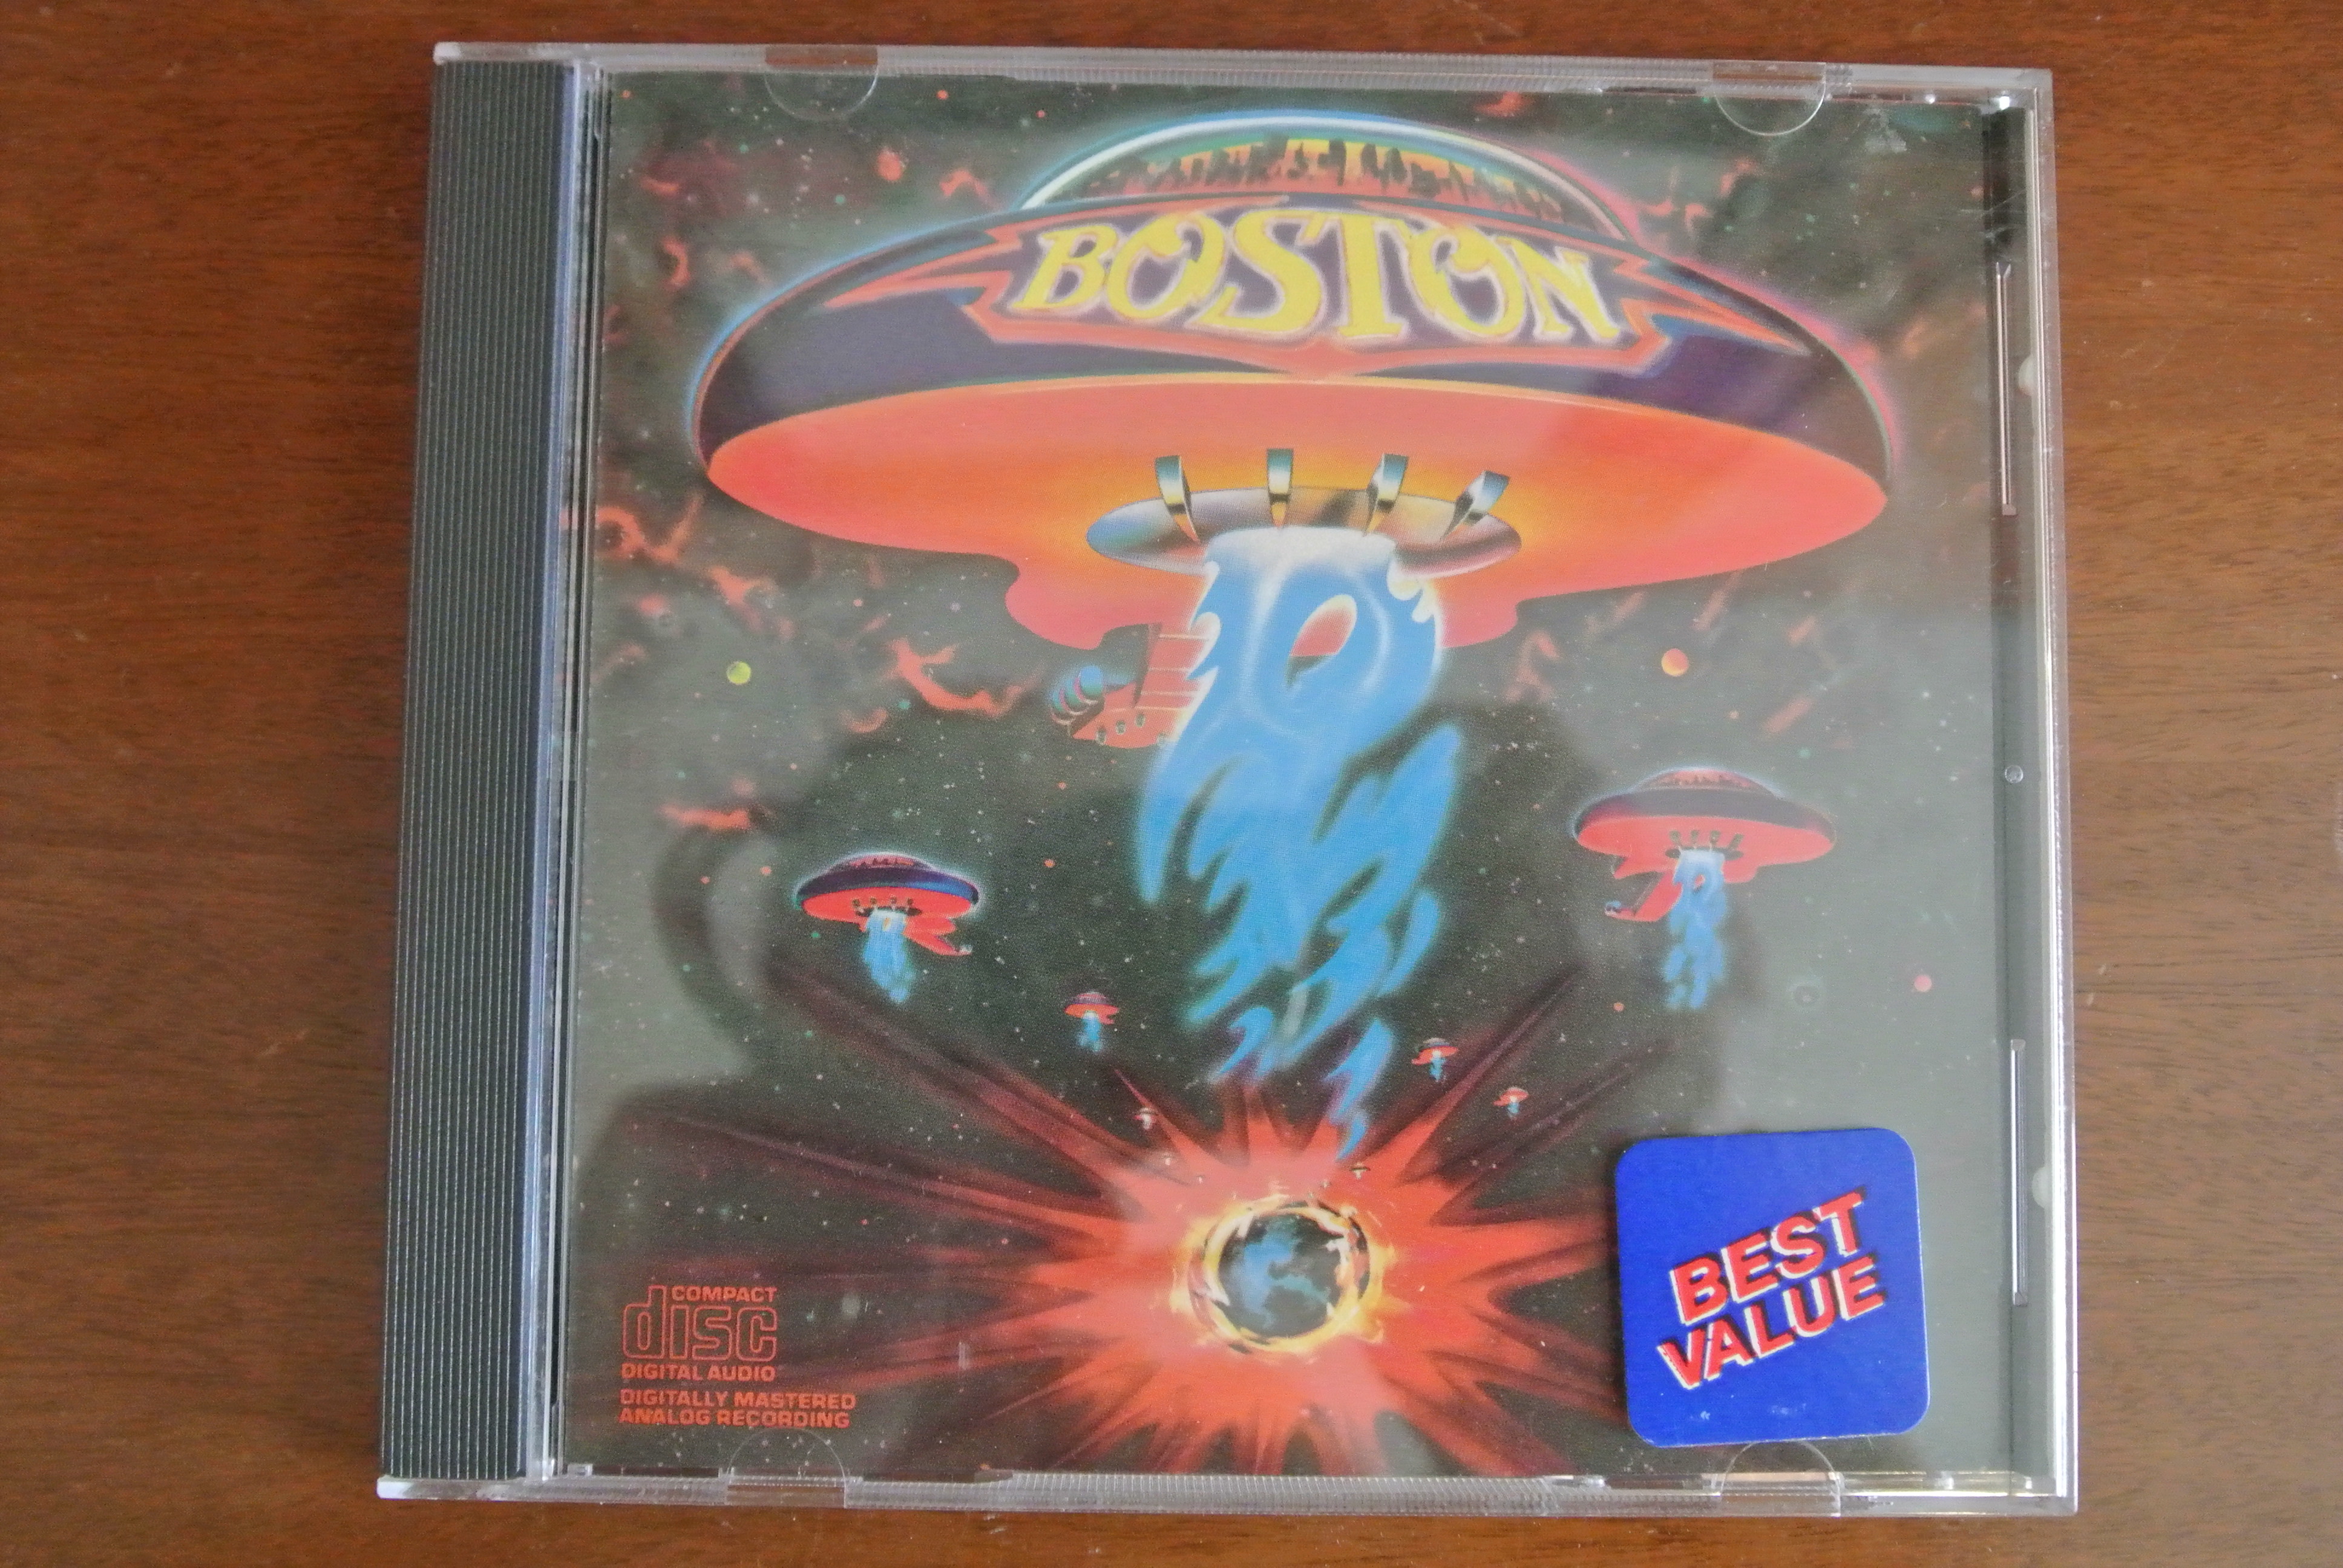 BOSTON
COMPACT
disc
DIGITAL AUDIO
DIGITALLY MASTERED
ANALOG RECORDING
BEST
VALUE